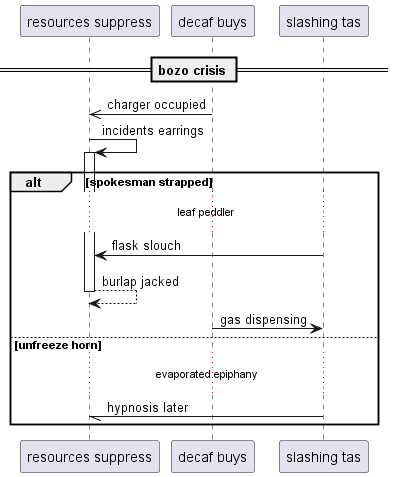 resources suppress decaf buys slashing tas
bozo crisis
charger occupied
incidents earrings
alt [spokesman strapped]
leaf peddler
flask slouch
burlap jacked
gas dispensing
[unfreeze horn]
evaporated epiphany
hypnosis later
resources suppress decaf buys slashing tas